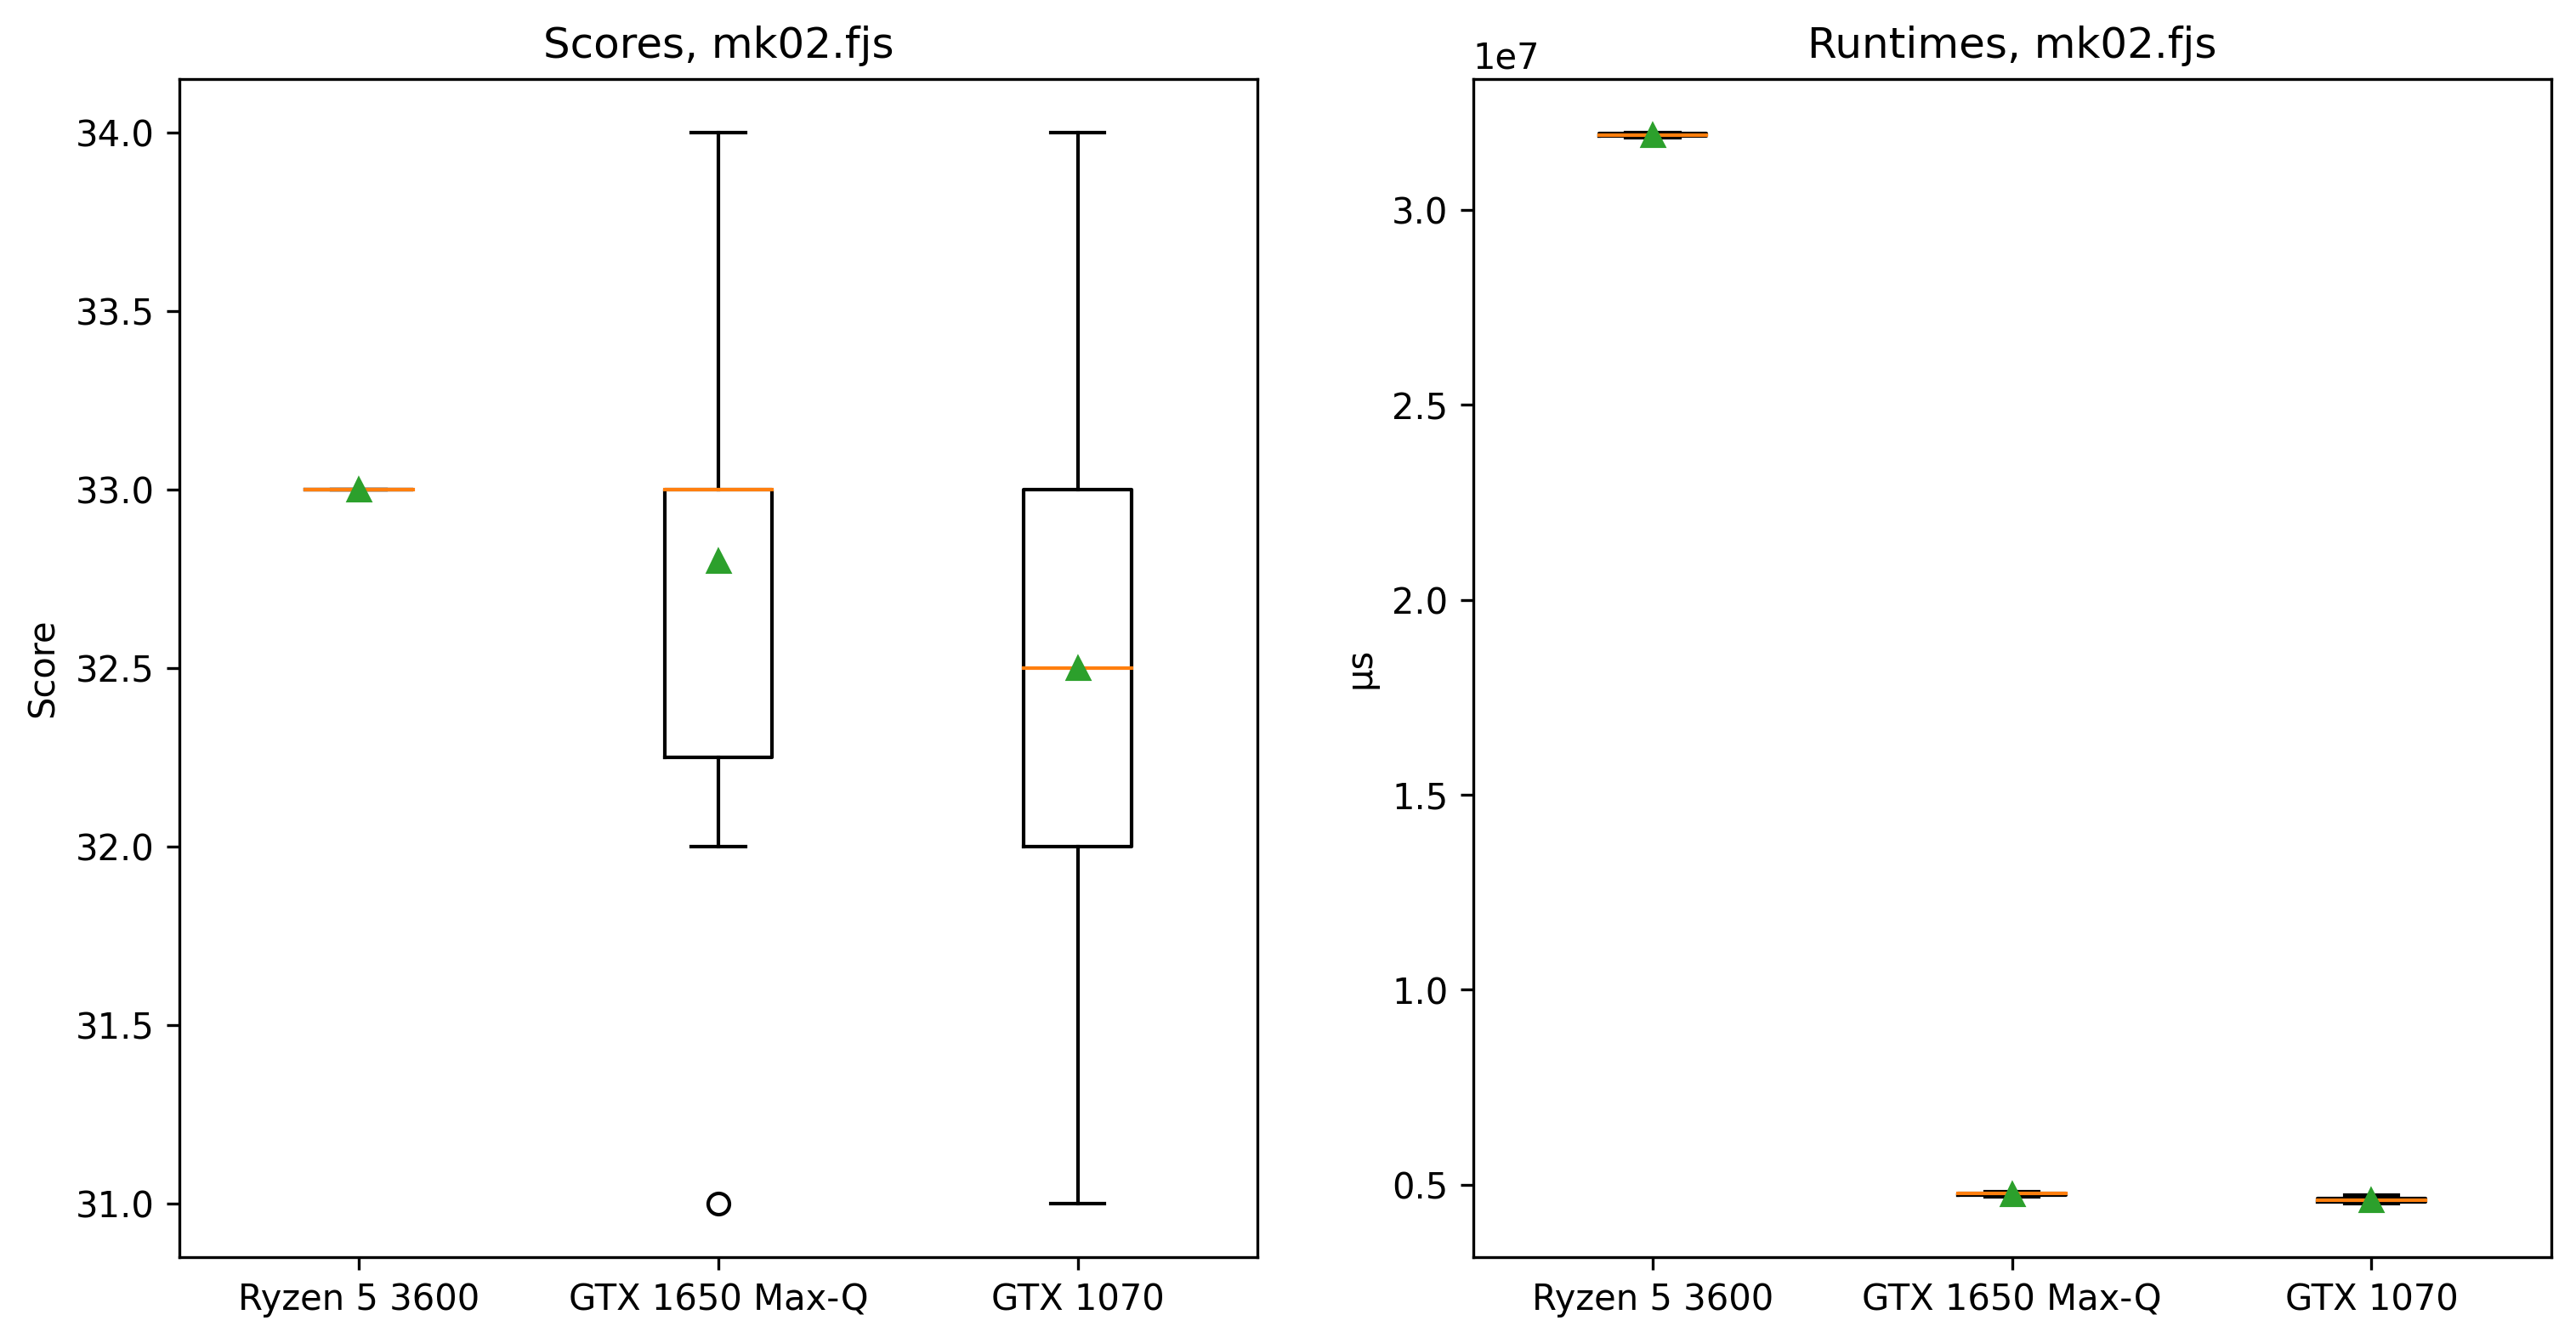 Scores, mk02.fjs
Score
34.0
33.5
33.0
32.5
32.0
31.5
31.0
Ryzen 5 3600
GTX 1650 Max-Q
GTX 1070
Runtimes, mk02.fjs
1e7
µs
3.0
2.5
2.0
1.5
1.0
0.5
Ryzen 5 3600
GTX 1650 Max-Q
GTX 1070